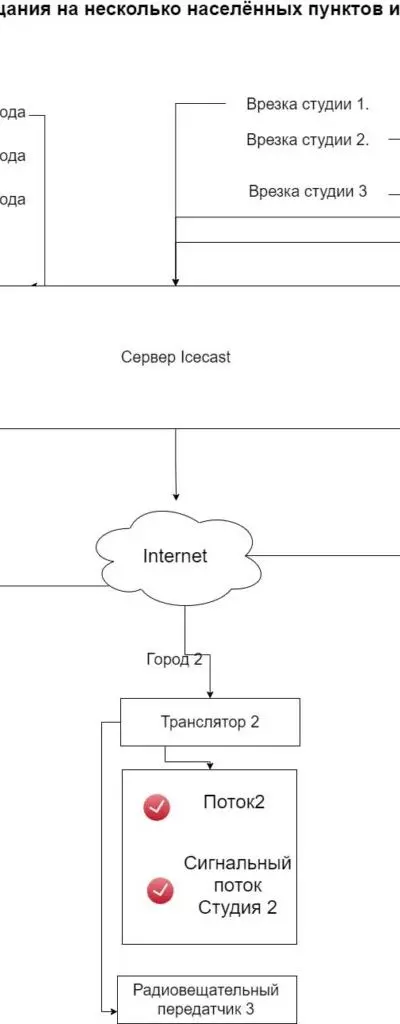 щания на несколько населённых пунктов и
ода
ода
ода
Врезка студии 1.
Врезка студии 2.
Врезка студии 3
Сервер Icecast
Internet
Город 2
Транслятор 2
Поток2
Сигнальный
поток
Студия 2
Радиовещательный
передатчик 3